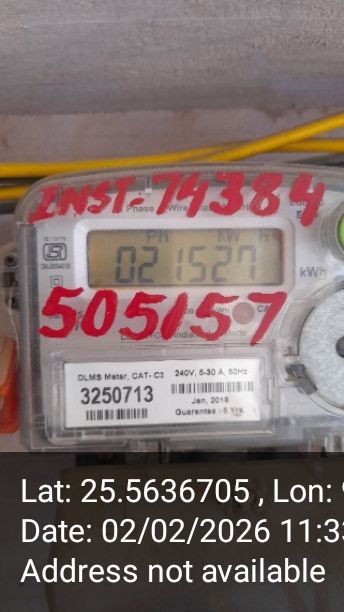 INST-74384
Phase
Wire
PH KW H
021527
kWh
505157
DLMS Meter, CAT- C3
3250713
240V, 5-30 A, 50Hz
Jan, 2018
Guarantee : 5 Yrs.
Lat: 25.5636705 , Lon:
Date: 02/02/2026 11:33
Address not available